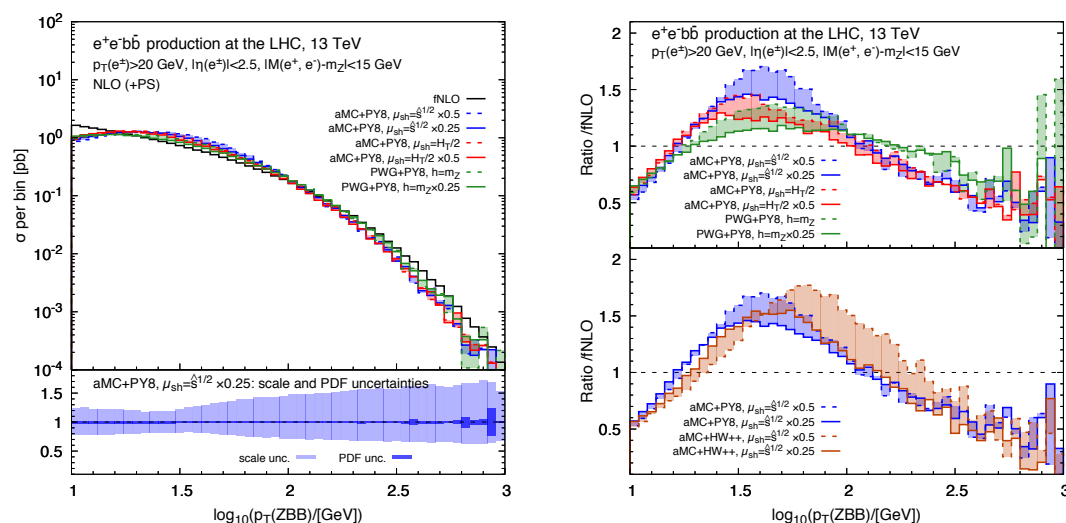 e⁺e⁻bb̄ production at the LHC, 13 TeV
p_T(e±)>20 GeV, |η(e±)|<2.5, |M(e⁺, e⁻)-m_Z|<15 GeV
NLO (+PS)
fNLO
aMC+PY8, μ_sh=ŝ^1/2 ×0.5
aMC+PY8, μ_sh=ŝ^1/2 ×0.25
aMC+PY8, μ_sh=H_T/2
aMC+PY8, μ_sh=H_T/2 ×0.5
PWG+PY8, h=m_Z
PWG+PY8, h=m_Z×0.25
σ per bin [pb]
10²
10¹
10⁰
10⁻¹
10⁻²
10⁻³
10⁻⁴
aMC+PY8, μ_sh=ŝ^1/2 ×0.25: scale and PDF uncertainties
1.5
1
0.5
scale unc.
PDF unc.
1 1.5 2 2.5 3
log₁₀(p_T(ZBB)/[GeV])
e⁺e⁻bb̄ production at the LHC, 13 TeV
p_T(e±)>20 GeV, |η(e±)|<2.5, |M(e⁺, e⁻)-m_Z|<15 GeV
Ratio /fNLO
2
1.5
1
0.5
aMC+PY8, μ_sh=ŝ^1/2 ×0.5
aMC+PY8, μ_sh=ŝ^1/2 ×0.25
aMC+PY8, μ_sh=H_T/2
aMC+PY8, μ_sh=H_T/2 ×0.5
PWG+PY8, h=m_Z
PWG+PY8, h=m_Z×0.25
Ratio /fNLO
2
1.5
1
0.5
aMC+PY8, μ_sh=ŝ^1/2 ×0.5
aMC+PY8, μ_sh=ŝ^1/2 ×0.25
aMC+HW++, μ_sh=ŝ^1/2 ×0.5
aMC+HW++, μ_sh=ŝ^1/2 ×0.25
1 1.5 2 2.5 3
log₁₀(p_T(ZBB)/[GeV])